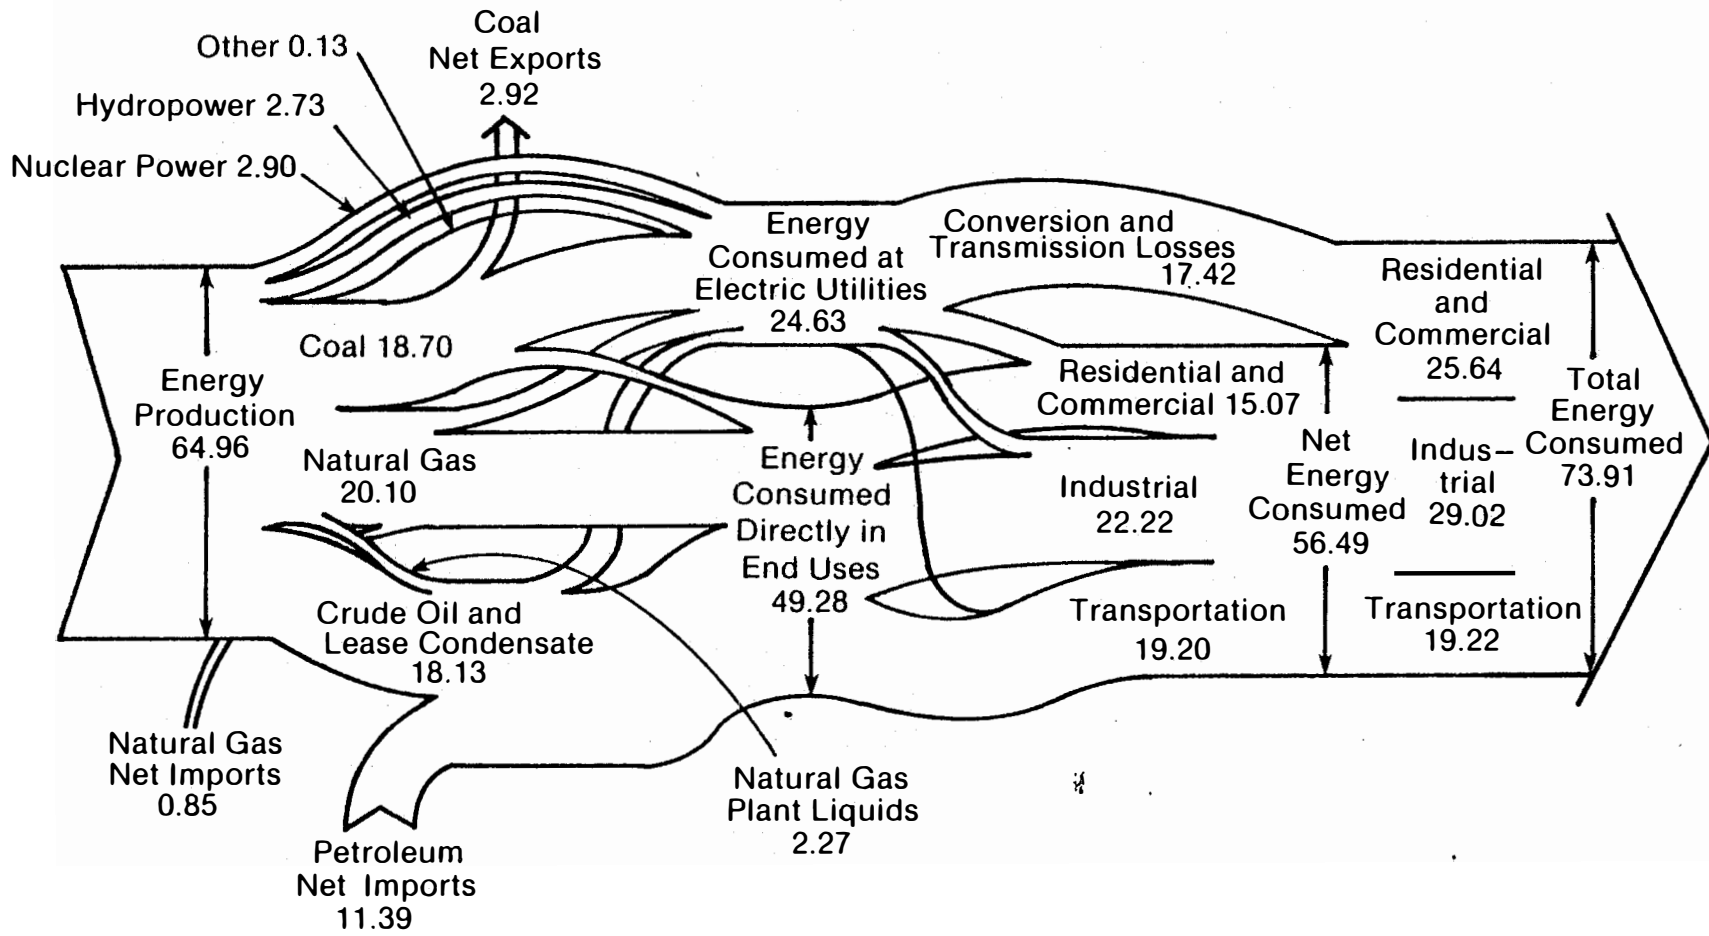 Coal
Net Exports
2.92
Other 0.13
Hydropower 2.73
Nuclear Power 2.90
Energy
Production
64.96
Coal 18.70
Natural Gas
20.10
Crude Oil and
Lease Condensate
18.13
Natural Gas
Net Imports
0.85
Petroleum
Net Imports
11.39
Natural Gas
Plant Liquids
2.27
Energy
Consumed at
Electric Utilities
24.63
Energy
Consumed
Directly in
End Uses
49.28
Conversion and
Transmission Losses
17.42
Residential and
Commercial 15.07
Industrial
22.22
Transportation
19.20
Net
Energy
Consumed
56.49
Residential
and
Commercial
25.64
Indus–
trial
29.02
Transportation
19.22
Total
Energy
Consumed
73.91